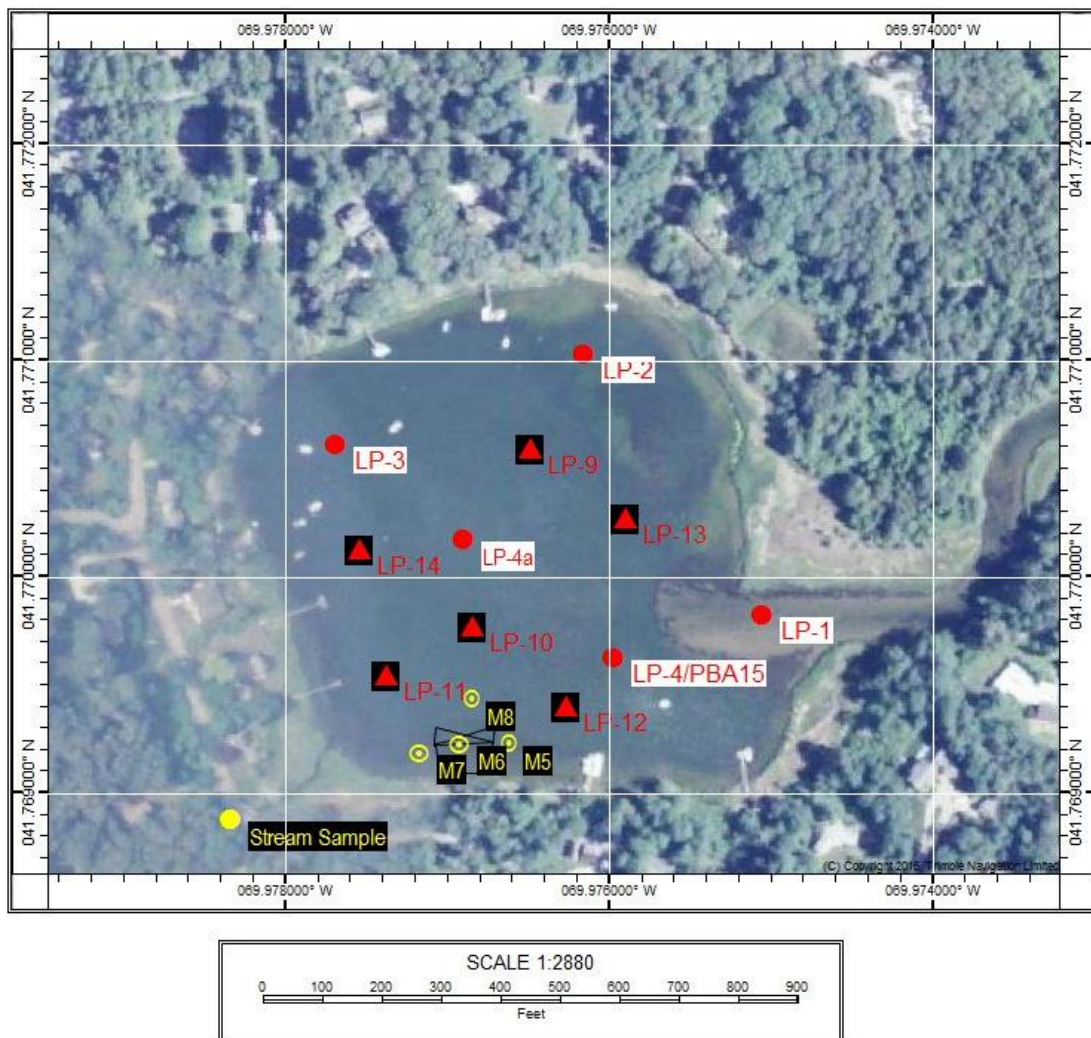 069.978000° W 069.976000° W 069.974000° W
041.772000° N 041.772000° N
041.771000° N 041.771000° N
LP-2
LP-3
LP-9
LP-13
LP-4a
LP-14
041.770000° N 041.770000° N
LP-1
LP-10
LP-4/PBA15
LP-11
LP-12
M8
M7 M6 M5
041.769000° N 041.769000° N
Stream Sample
(C) Copyright 2016, Trimble Navigation Limited
069.978000° W 069.976000° W 069.974000° W
SCALE 1:2880
0 100 200 300 400 500 600 700 800 900
Feet